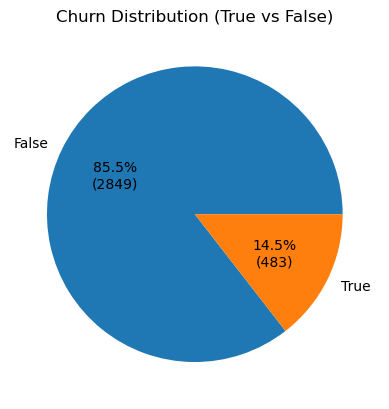 Churn Distribution (True vs False)
False
85.5%
(2849)
14.5%
(483)
True